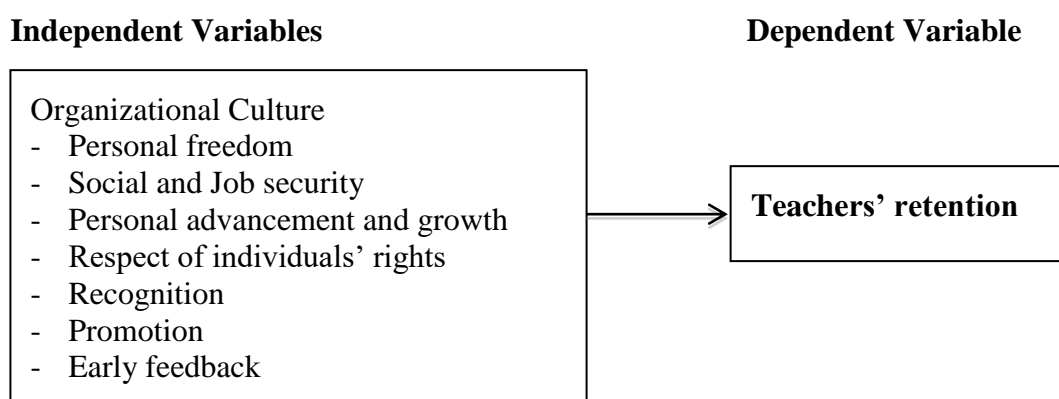 Independent Variables
Dependent Variable
Organizational Culture
- Personal freedom
- Social and Job security
- Personal advancement and growth
- Respect of individuals’ rights
- Recognition
- Promotion
- Early feedback
Teachers’ retention